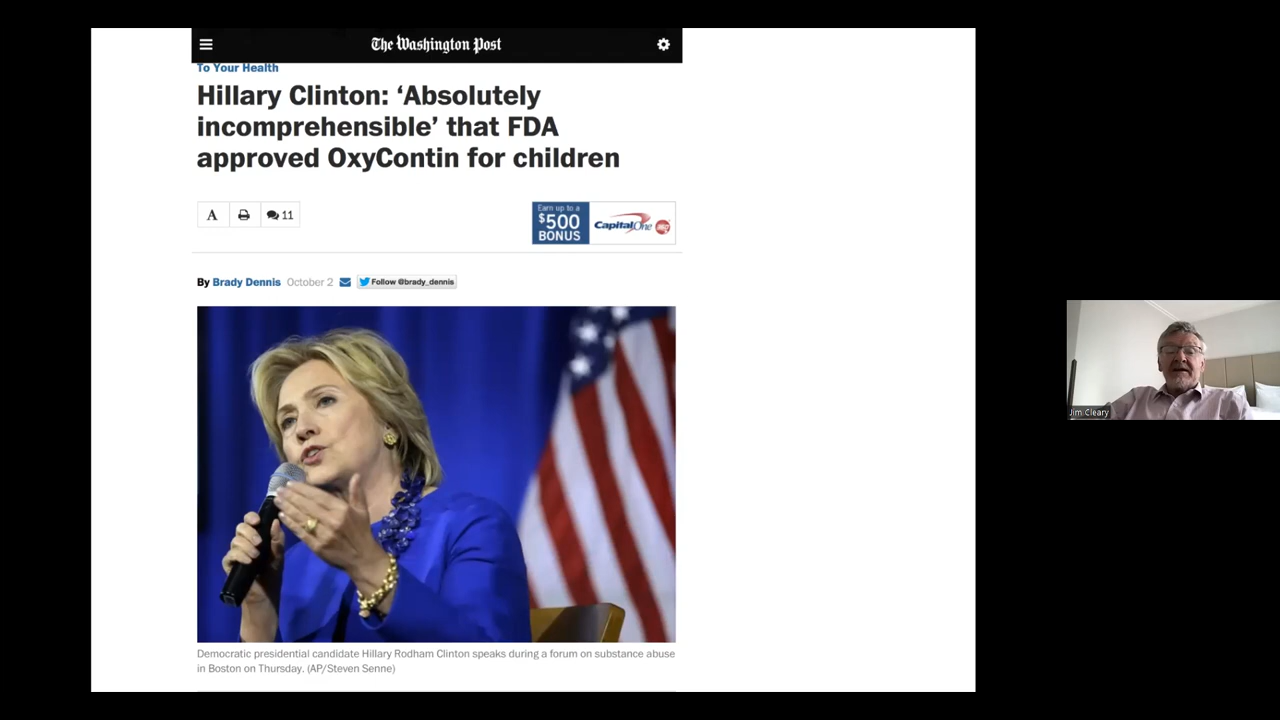 The Washington Post
To Your Health
Hillary Clinton: ‘Absolutely
incomprehensible’ that FDA
approved OxyContin for children
A
11
Earn up to a
$500
BONUS
Capital One
360
By Brady Dennis October 2
Follow @brady_dennis
Democratic presidential candidate Hillary Rodham Clinton speaks during a forum on substance abuse
in Boston on Thursday. (AP/Steven Senne)
Jim Cleary